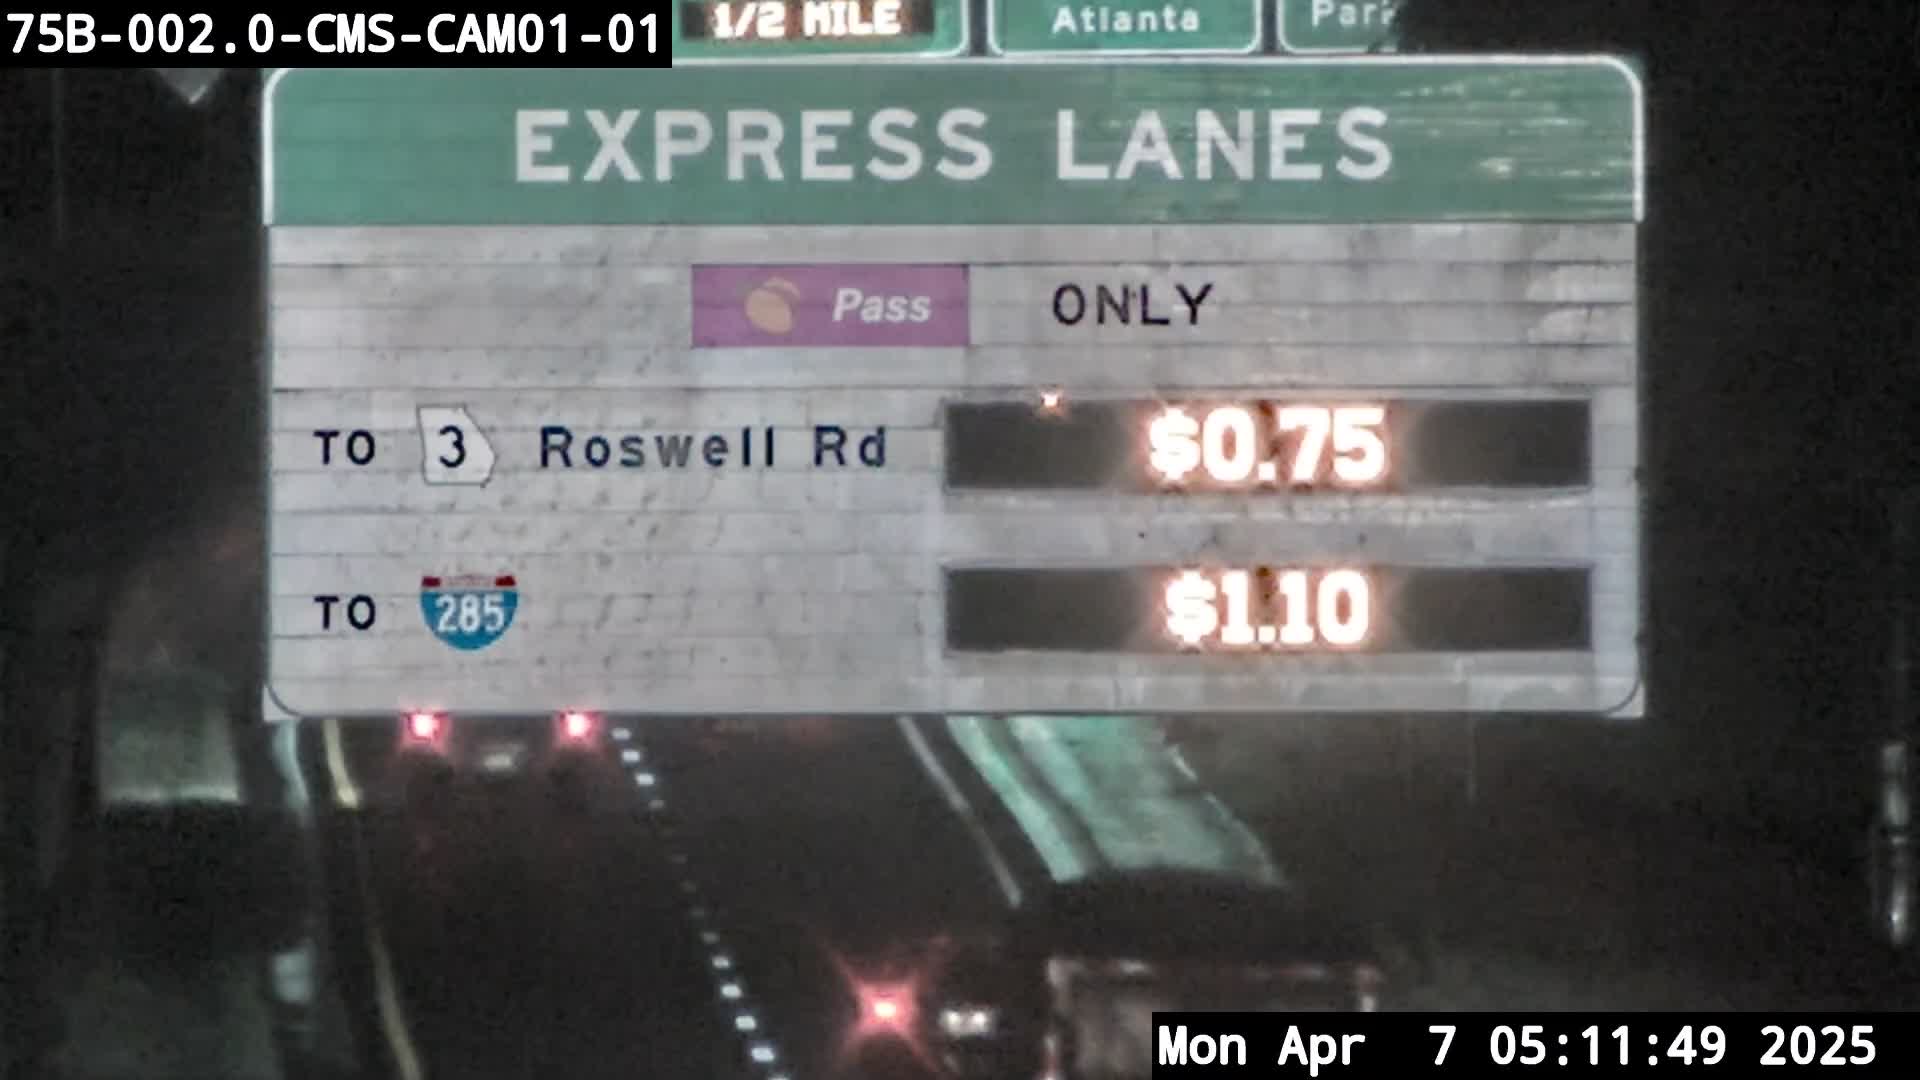 75B-002.0-CMS-CAM01-01
1/2 MILE
Atlanta
EXPRESS LANES
Pass ONLY
TO 3 Roswell Rd $0.75
TO 285 $1.10
Mon Apr 7 05:11:49 2025